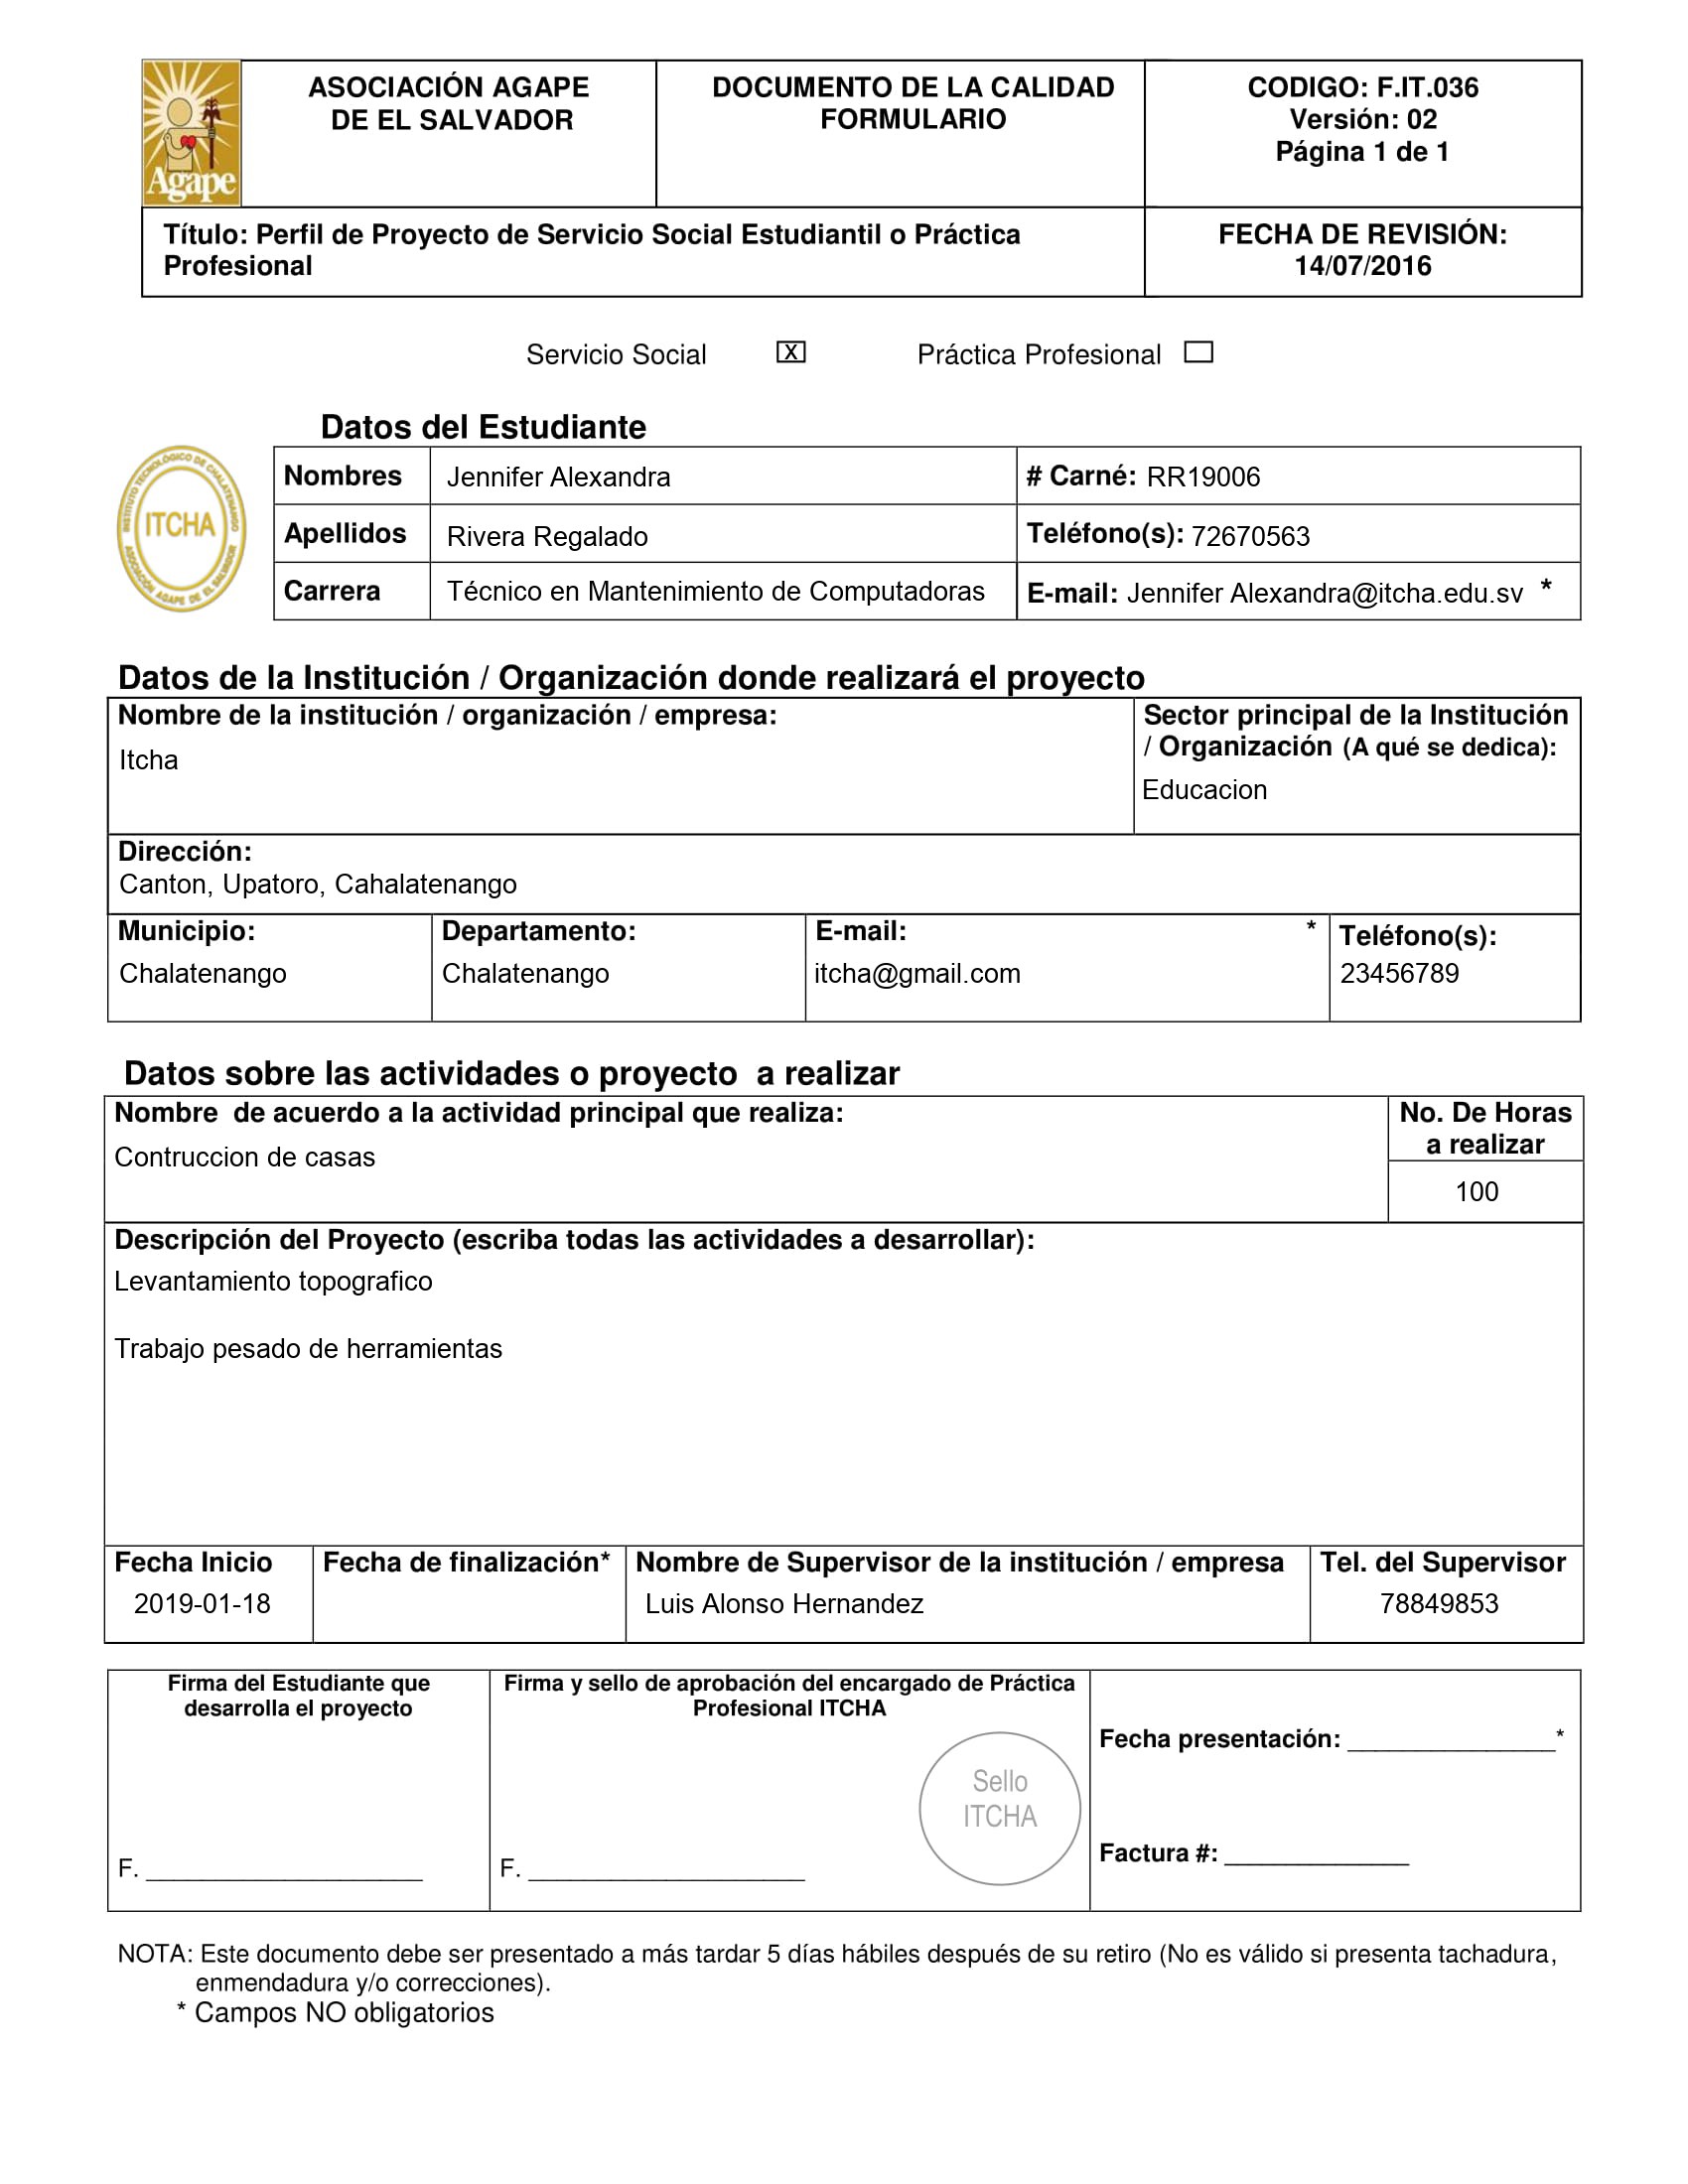 Agape
ASOCIACIÓN AGAPE
DE EL SALVADOR
DOCUMENTO DE LA CALIDAD
FORMULARIO
CODIGO: F.IT.036
Versión: 02
Página 1 de 1
Título: Perfil de Proyecto de Servicio Social Estudiantil o Práctica
Profesional
FECHA DE REVISIÓN:
14/07/2016
Servicio Social X Práctica Profesional
INSTITUTO TECNOLÓGICO DE CHALATENANGO
ITCHA
ASOCIACIÓN AGAPE DE EL SALVADOR
Datos del Estudiante
Nombres Jennifer Alexandra # Carné: RR19006
Apellidos Rivera Regalado Teléfono(s): 72670563
Carrera Técnico en Mantenimiento de Computadoras E-mail: Jennifer Alexandra@itcha.edu.sv *
Datos de la Institución / Organización donde realizará el proyecto
Nombre de la institución / organización / empresa:
Itcha
Sector principal de la Institución
/ Organización (A qué se dedica):
Educacion
Dirección:
Canton, Upatoro, Cahalatenango
Municipio:
Chalatenango
Departamento:
Chalatenango
E-mail: *
itcha@gmail.com
Teléfono(s):
23456789
Datos sobre las actividades o proyecto a realizar
Nombre de acuerdo a la actividad principal que realiza:
Contruccion de casas
No. De Horas
a realizar
100
Descripción del Proyecto (escriba todas las actividades a desarrollar):
Levantamiento topografico
Trabajo pesado de herramientas
Fecha Inicio
2019-01-18
Fecha de finalización*
Nombre de Supervisor de la institución / empresa
Luis Alonso Hernandez
Tel. del Supervisor
78849853
Firma del Estudiante que
desarrolla el proyecto
F. ____________________
Firma y sello de aprobación del encargado de Práctica
Profesional ITCHA
Sello
ITCHA
F. ____________________
Fecha presentación: _______________*
Factura #: ______________
NOTA: Este documento debe ser presentado a más tardar 5 días hábiles después de su retiro (No es válido si presenta tachadura,
enmendadura y/o correcciones).
* Campos NO obligatorios